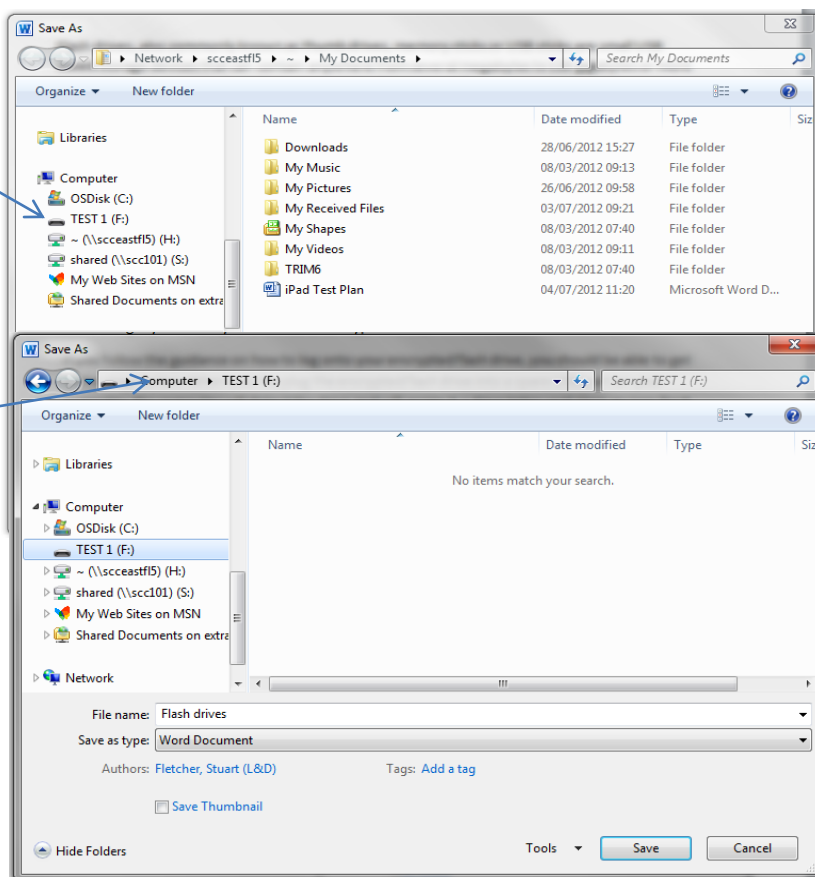 Save As
Network ▸ scceastfl5 ▸ ~ ▸ My Documents ▸ Search My Documents
Organize New folder
Name Date modified Type Siz
Libraries
Computer
OSDisk (C:)
TEST 1 (F:)
~ (\\scceastfl5) (H:)
shared (\\scc101) (S:)
My Web Sites on MSN
Shared Documents on extra
Downloads 28/06/2012 15:27 File folder
My Music 08/03/2012 09:13 File folder
My Pictures 26/06/2012 09:58 File folder
My Received Files 03/07/2012 09:21 File folder
My Shapes 08/03/2012 07:40 File folder
My Videos 08/03/2012 09:11 File folder
TRIM6 08/03/2012 07:40 File folder
iPad Test Plan 04/07/2012 11:20 Microsoft Word D...
Save As
Computer ▸ TEST 1 (F:) Search TEST 1 (F:)
Organize New folder
Name Date modified Type Siz
No items match your search.
Libraries
Computer
OSDisk (C:)
TEST 1 (F:)
~ (\\scceastfl5) (H:)
shared (\\scc101) (S:)
My Web Sites on MSN
Shared Documents on extra
Network
File name: Flash drives
Save as type: Word Document
Authors: Fletcher, Stuart (L&D) Tags: Add a tag
Save Thumbnail
Hide Folders Tools Save Cancel